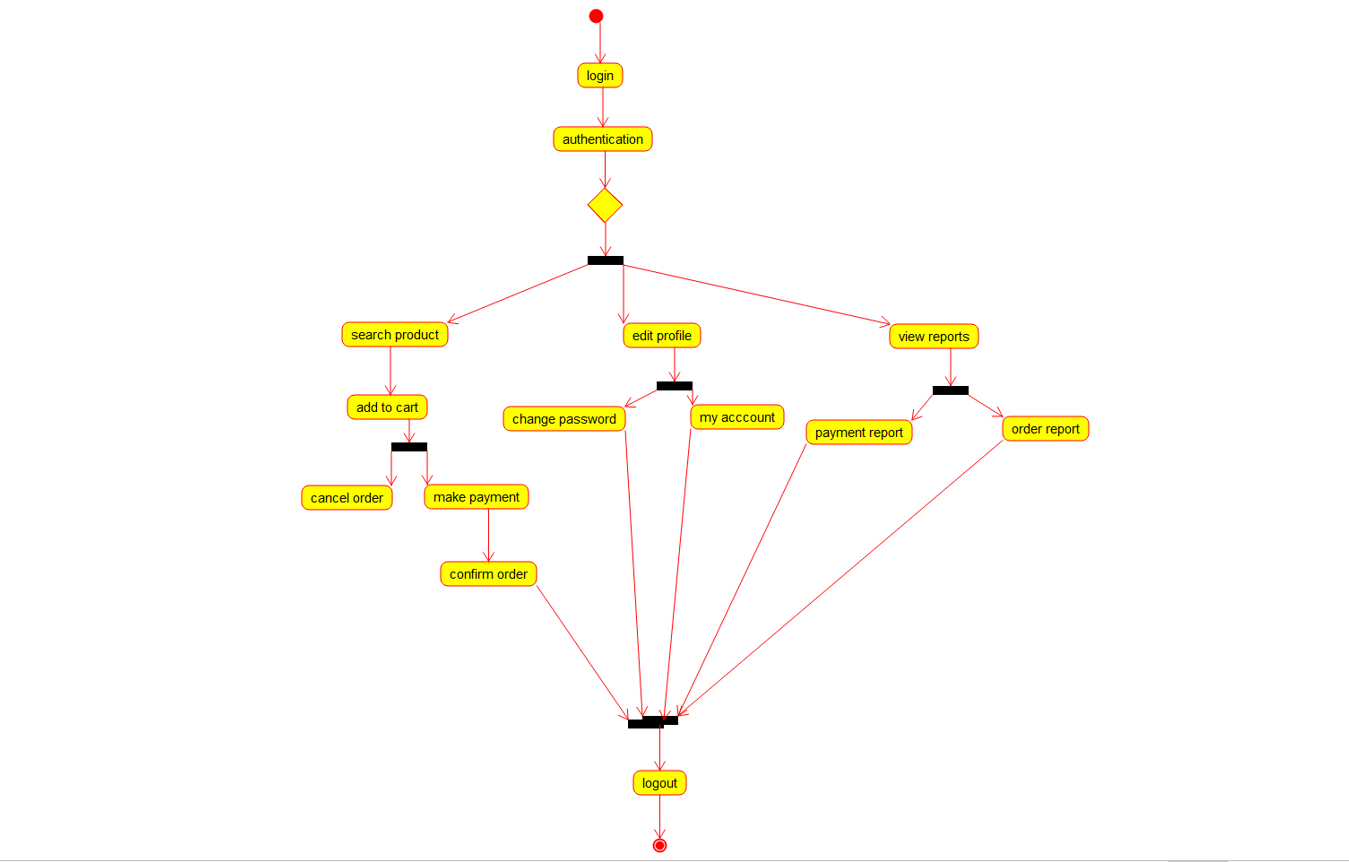 login
authentication
search product
edit profile
view reports
add to cart
change password
my acccount
payment report
order report
cancel order
make payment
confirm order
logout